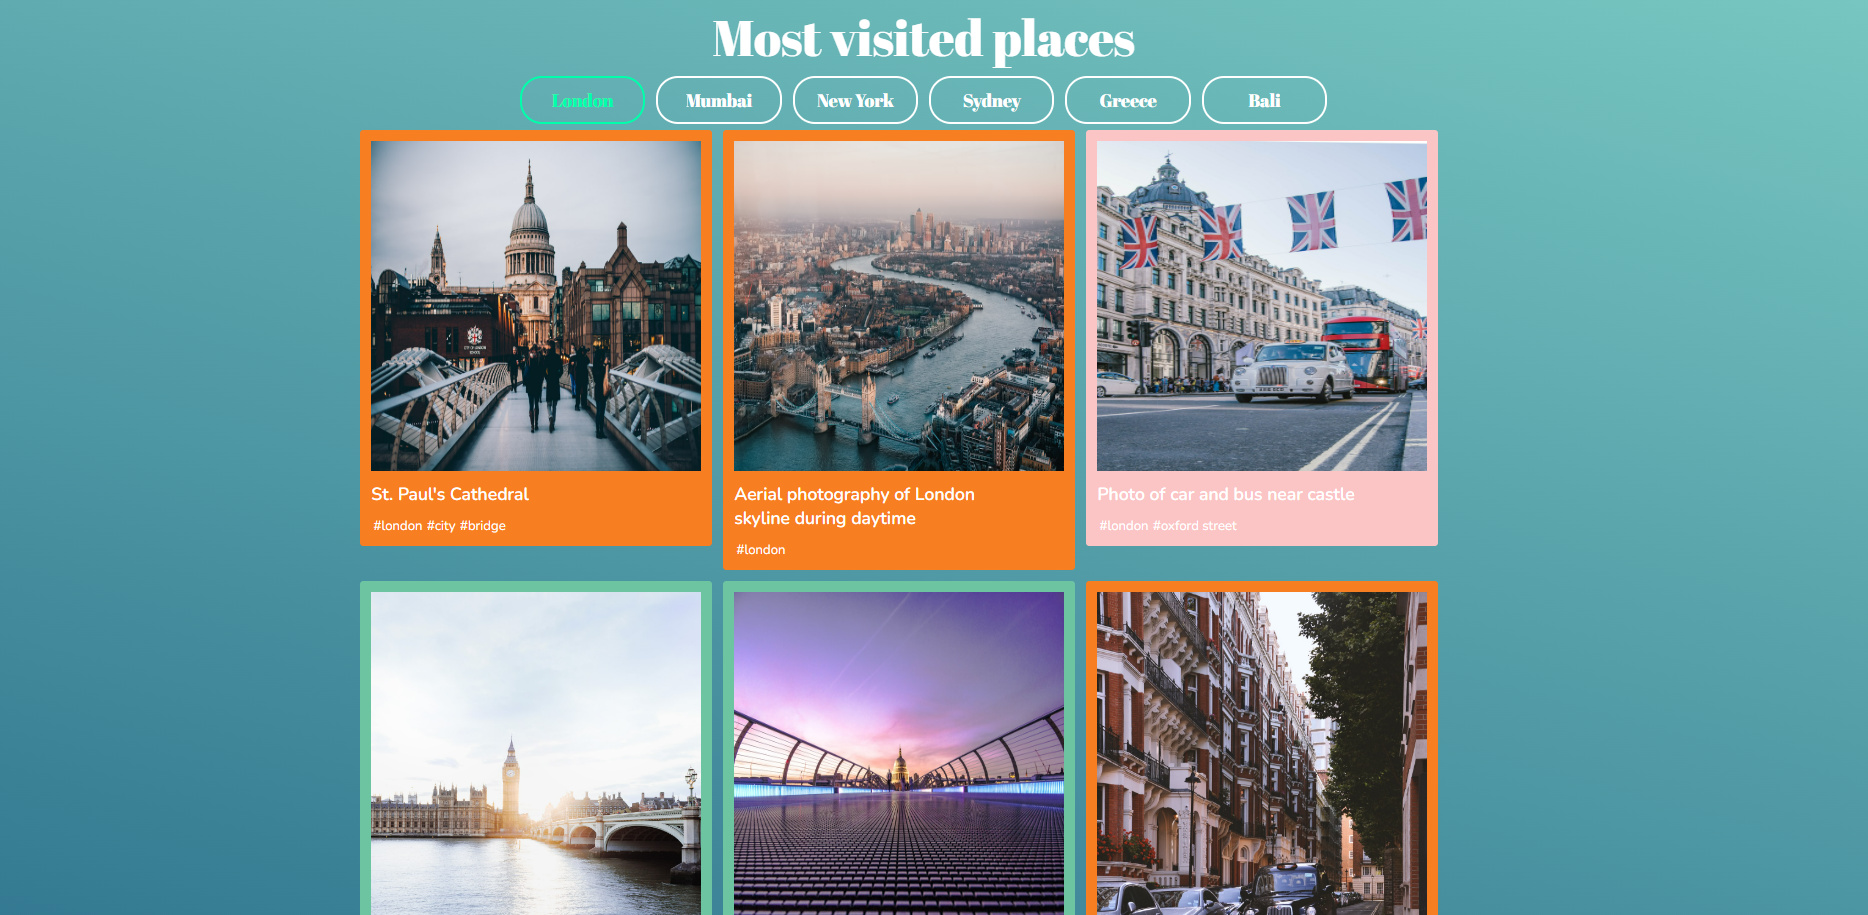 Most visited places
London Mumbai New York Sydney Greece Bali
St. Paul's Cathedral
#london #city #bridge
Aerial photography of London
skyline during daytime
#london
Photo of car and bus near castle
#london #oxford street